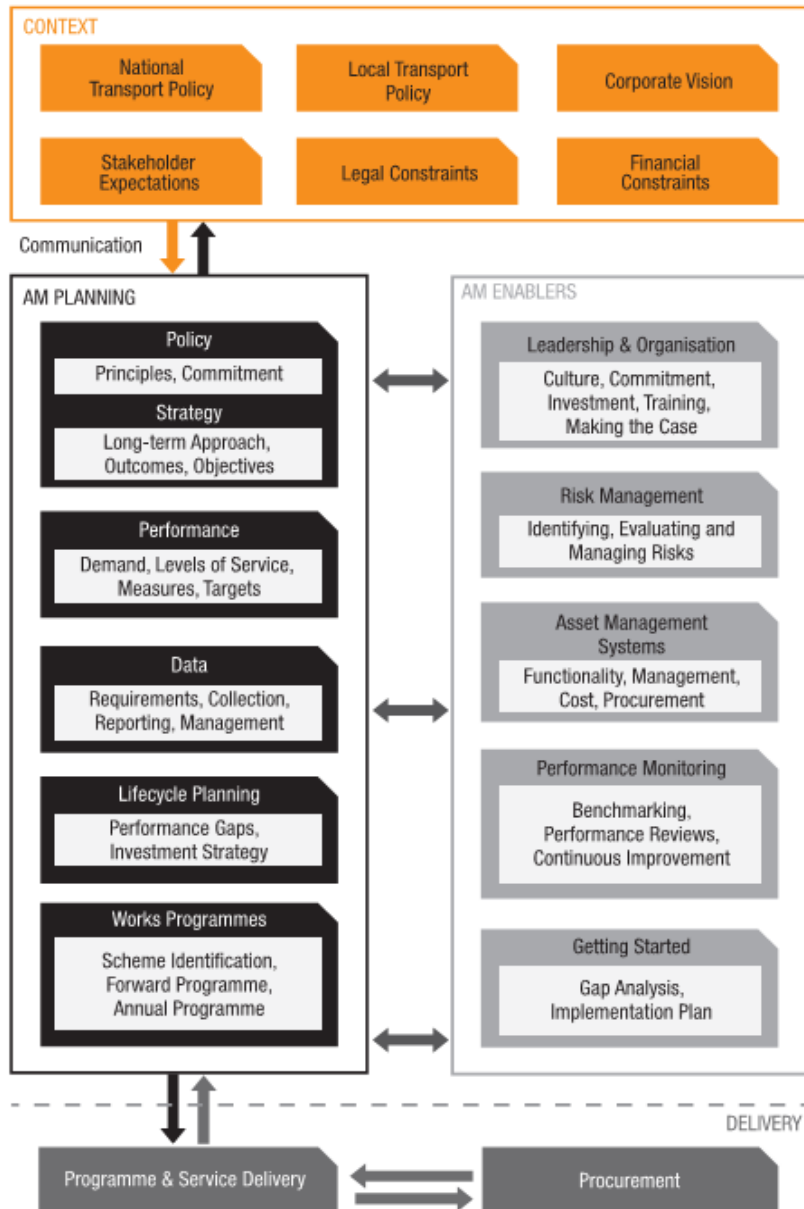 CONTEXT
National
Transport Policy
Local Transport
Policy
Corporate Vision
Stakeholder
Expectations
Legal Constraints
Financial
Constraints
Communication
AM PLANNING
Policy
Principles, Commitment
Strategy
Long-term Approach,
Outcomes, Objectives
Performance
Demand, Levels of Service,
Measures, Targets
Data
Requirements, Collection,
Reporting, Management
Lifecycle Planning
Performance Gaps,
Investment Strategy
Works Programmes
Scheme Identification,
Forward Programme,
Annual Programme
AM ENABLERS
Leadership & Organisation
Culture, Commitment,
Investment, Training,
Making the Case
Risk Management
Identifying, Evaluating and
Managing Risks
Asset Management
Systems
Functionality, Management,
Cost, Procurement
Performance Monitoring
Benchmarking,
Performance Reviews,
Continuous Improvement
Getting Started
Gap Analysis,
Implementation Plan
DELIVERY
Programme & Service Delivery
Procurement